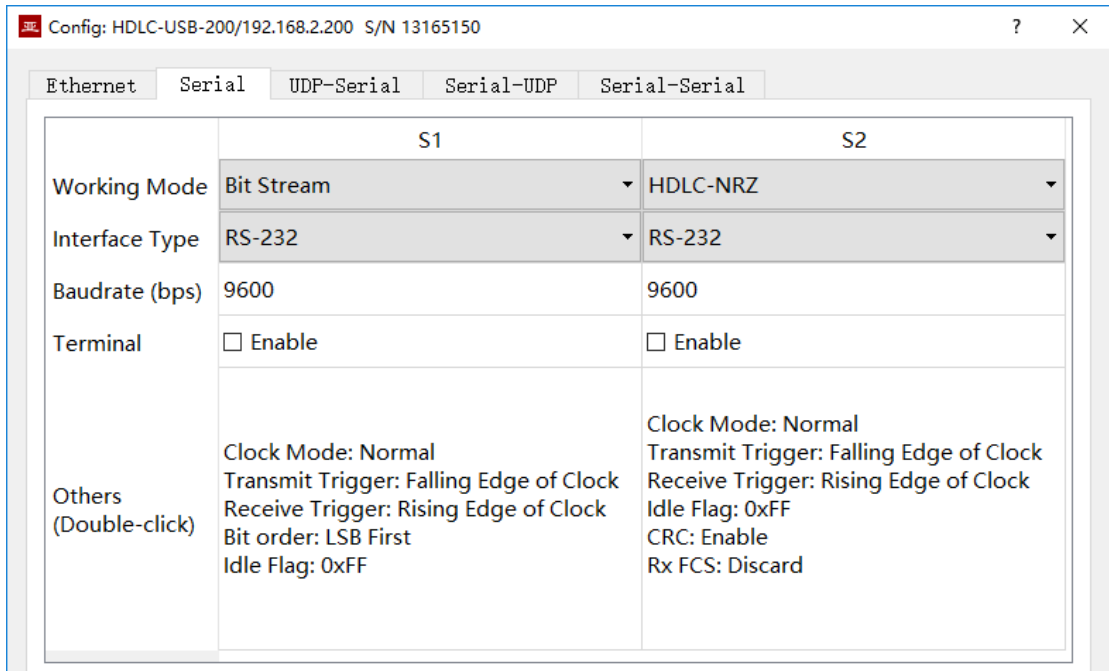 亚 Config: HDLC-USB-200/192.168.2.200 S/N 13165150 ? ×
Ethernet Serial UDP-Serial Serial-UDP Serial-Serial
S1 S2
Working Mode Bit Stream HDLC-NRZ
Interface Type RS-232 RS-232
Baudrate (bps) 9600 9600
Terminal Enable Enable
Others
(Double-click)
Clock Mode: Normal
Transmit Trigger: Falling Edge of Clock
Receive Trigger: Rising Edge of Clock
Bit order: LSB First
Idle Flag: 0xFF
Clock Mode: Normal
Transmit Trigger: Falling Edge of Clock
Receive Trigger: Rising Edge of Clock
Idle Flag: 0xFF
CRC: Enable
Rx FCS: Discard